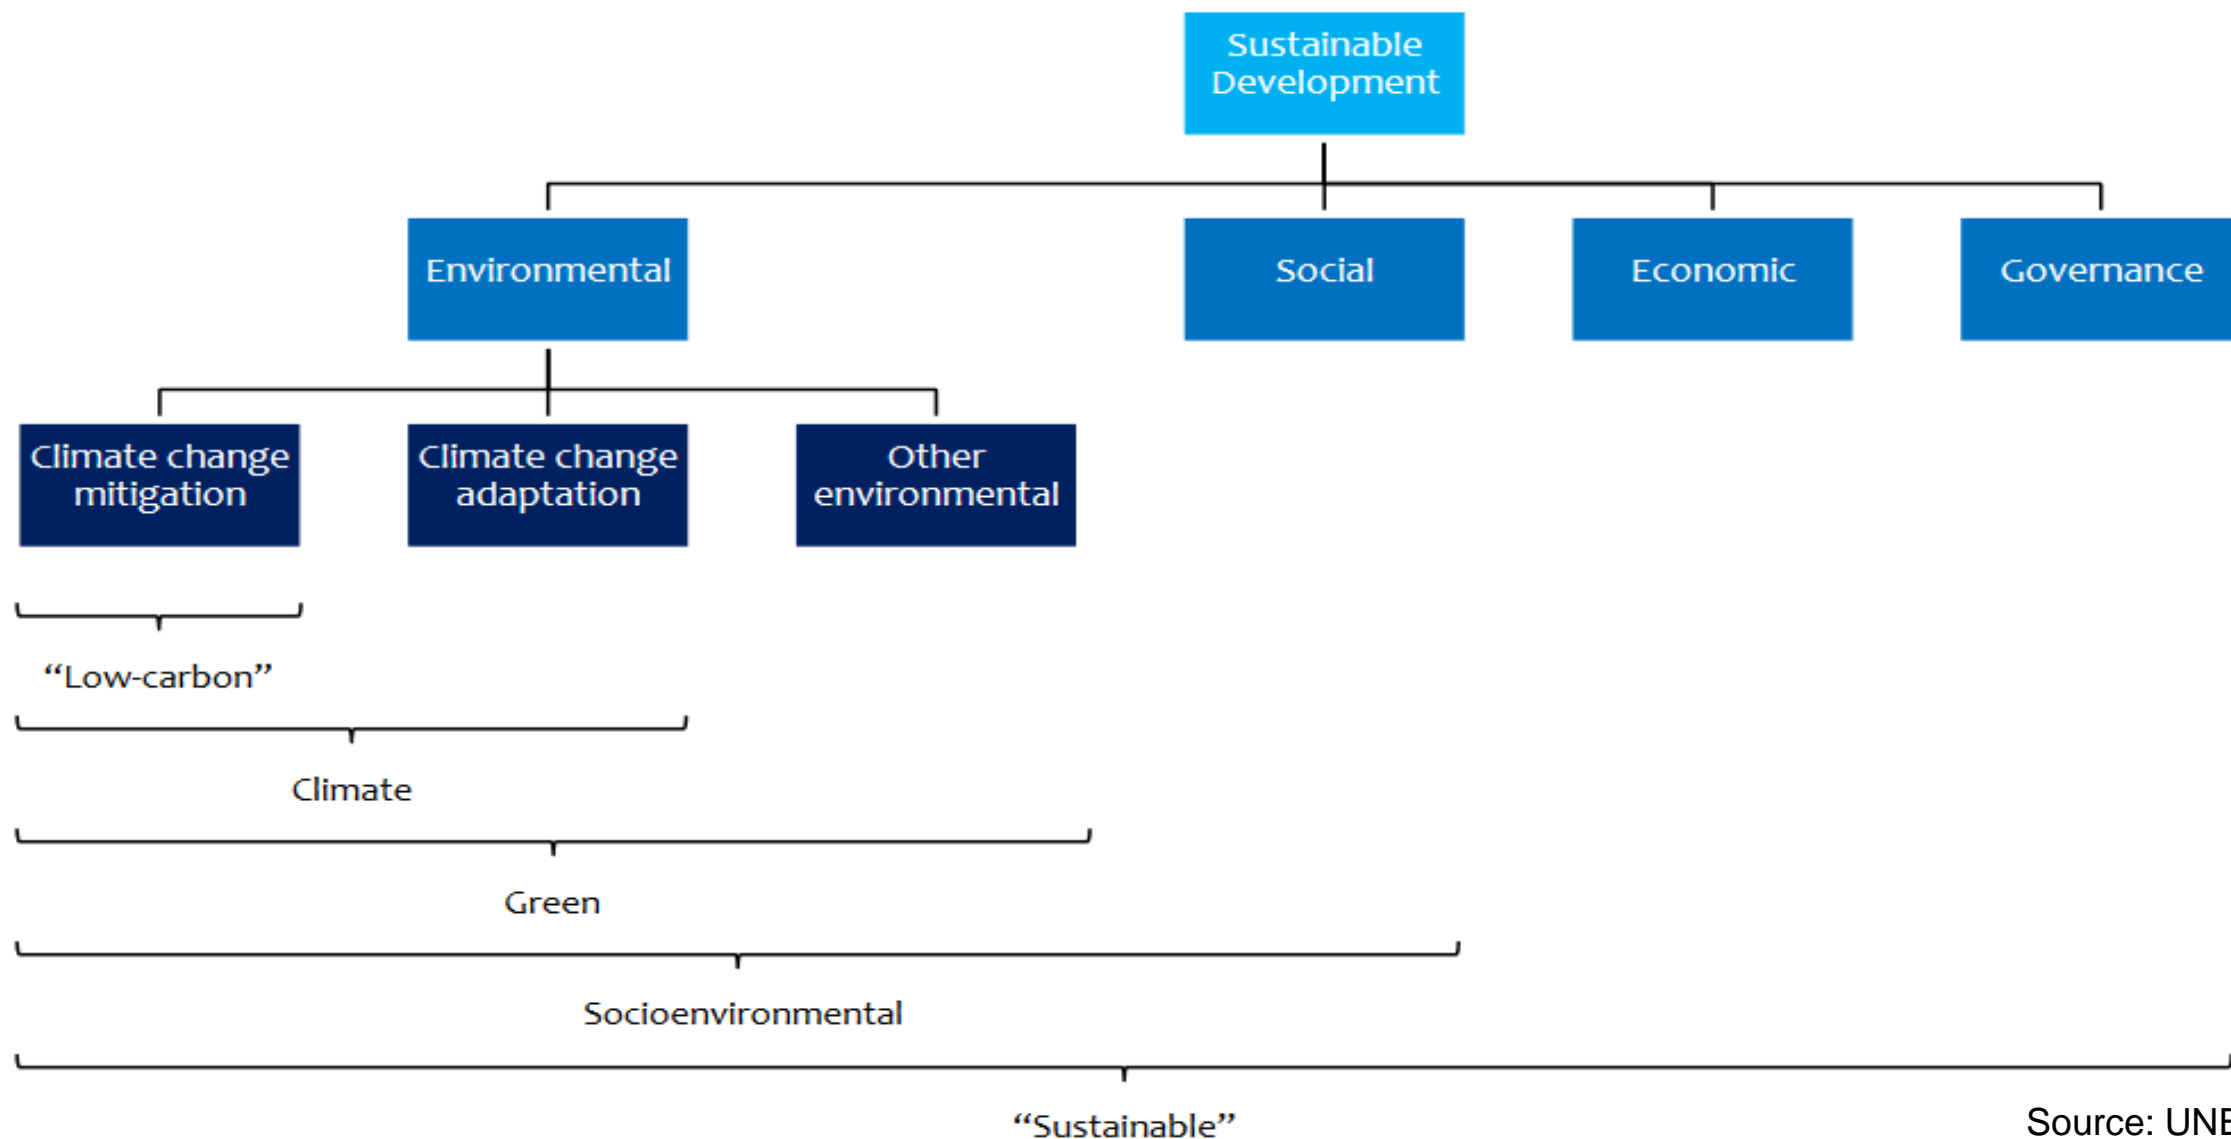 Sustainable
Development
Environmental
Social
Economic
Governance
Climate change
mitigation
Climate change
adaptation
Other
environmental
“Low-carbon”
Climate
Green
Socioenvironmental
“Sustainable”
Source: